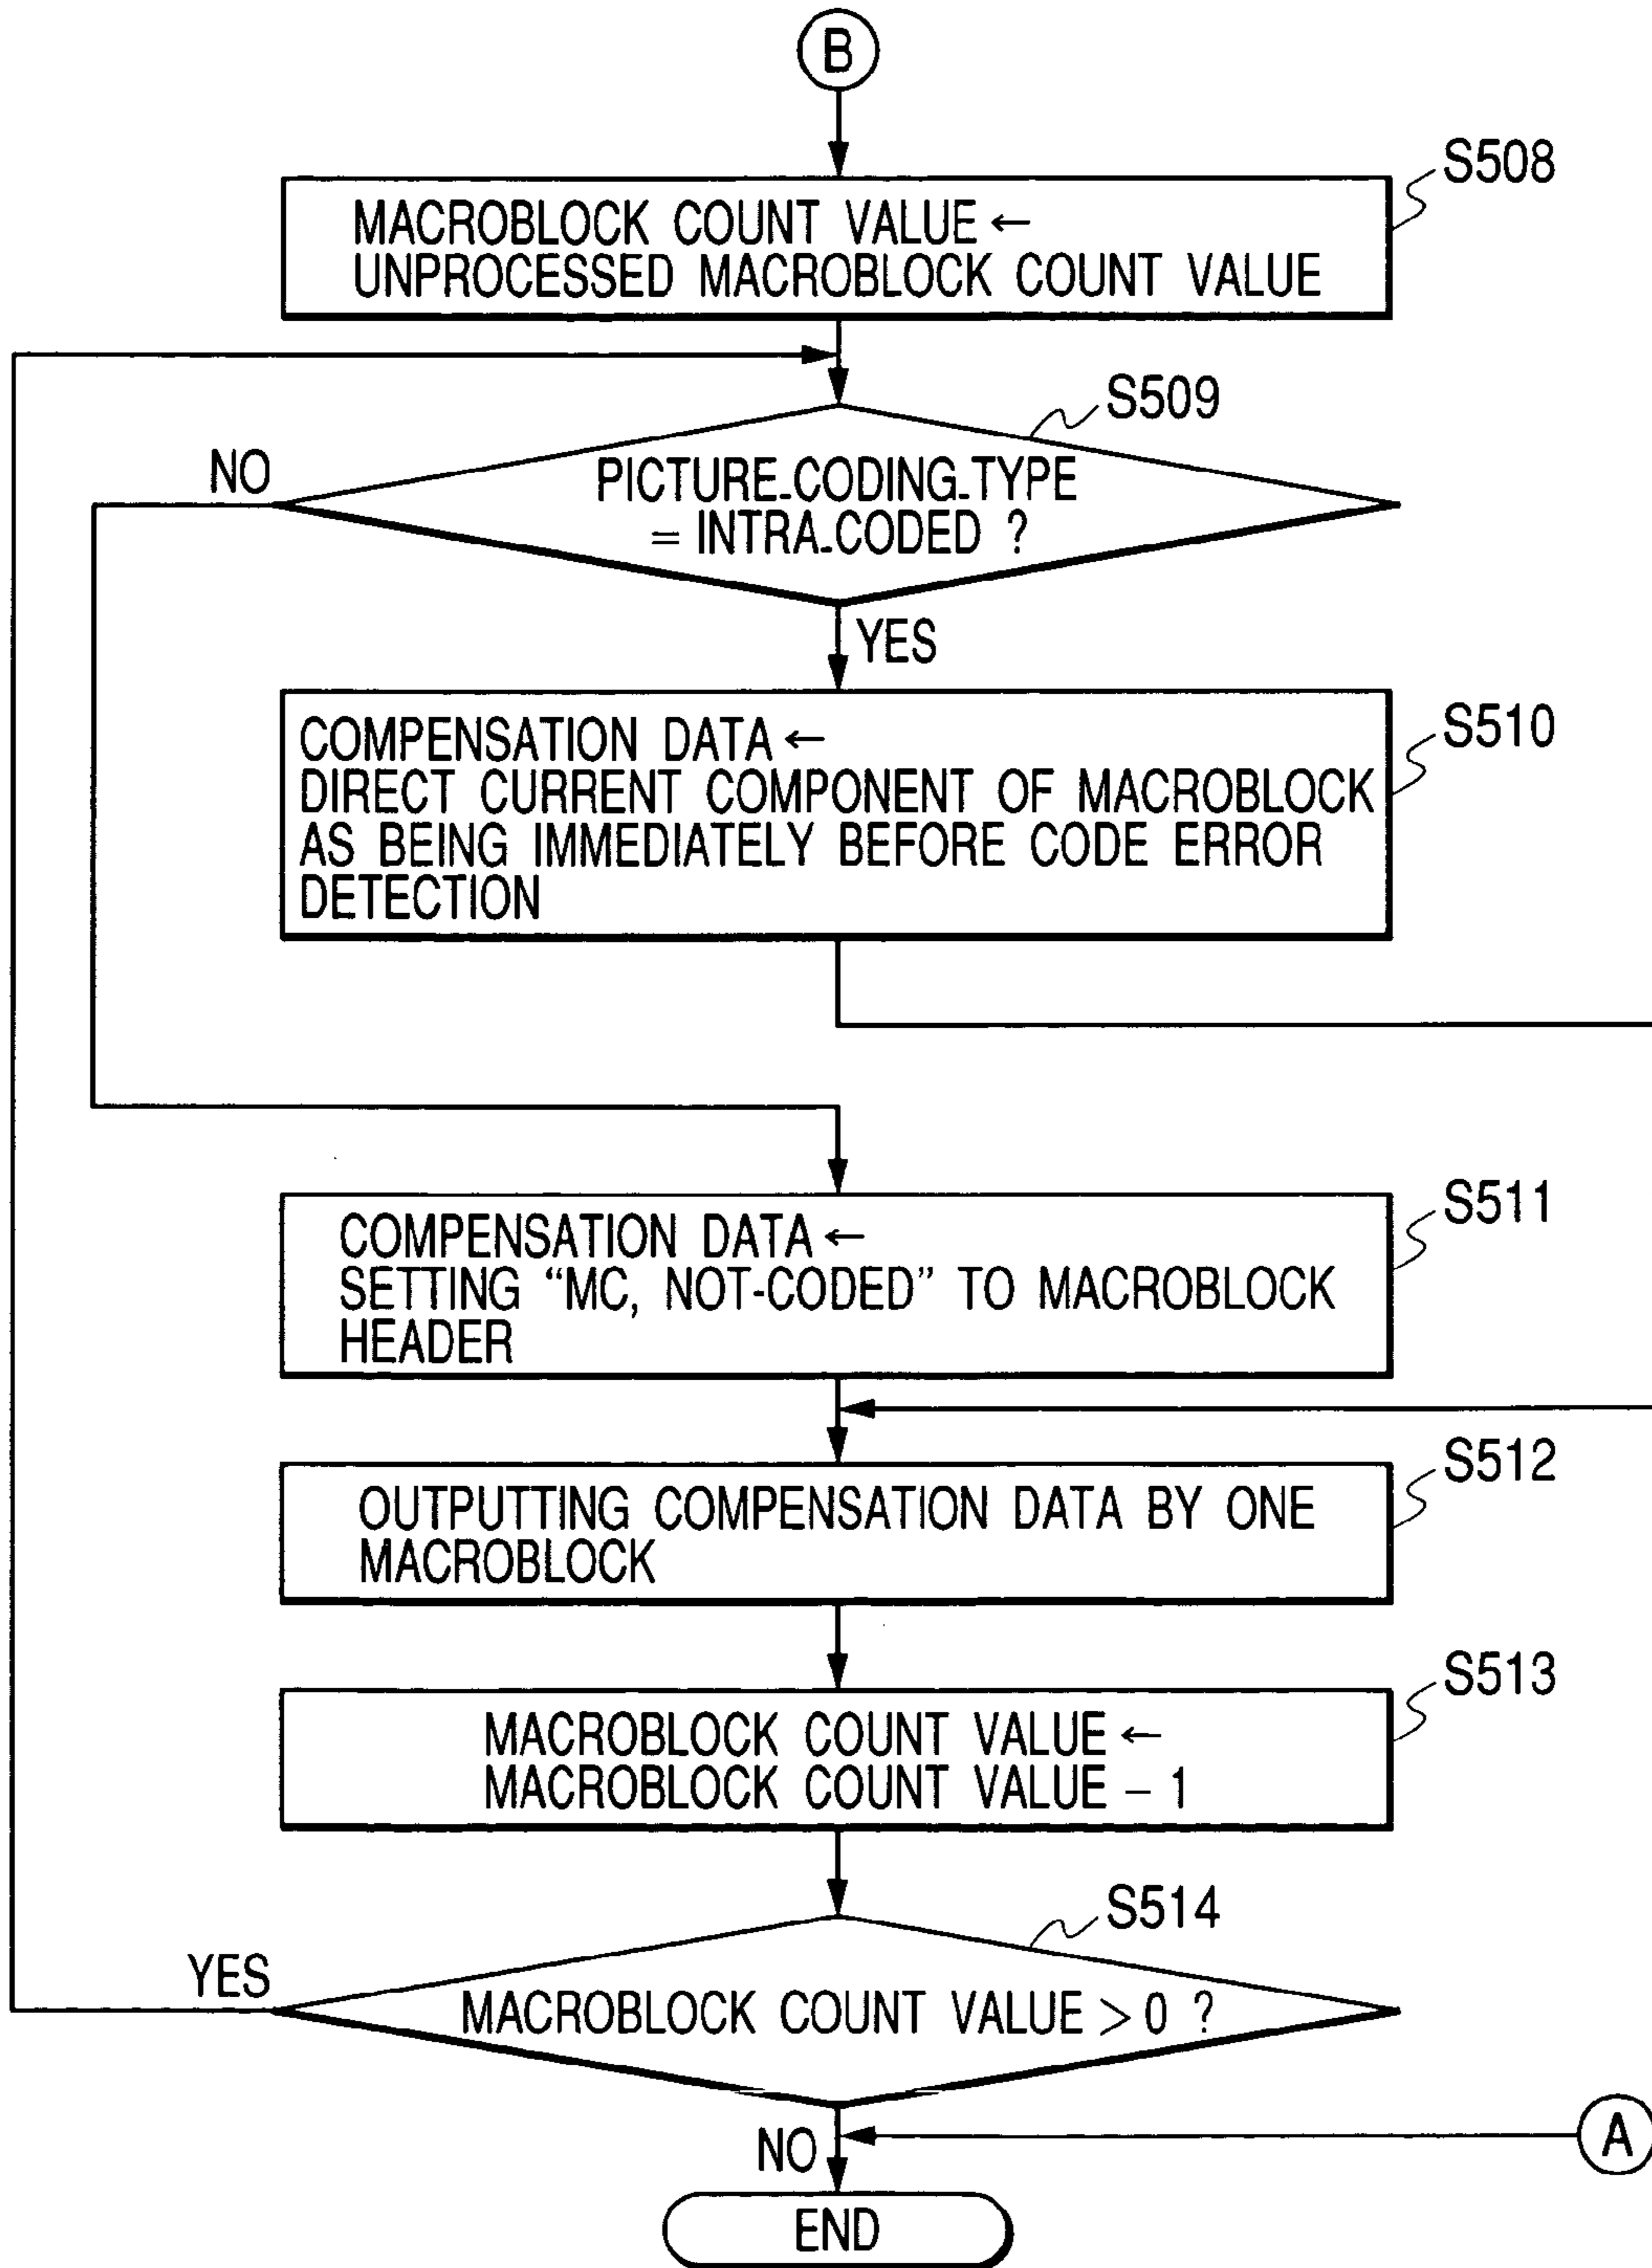 B
S508
MACROBLOCK COUNT VALUE ←
UNPROCESSED MACROBLOCK COUNT VALUE
S509
NO
PICTURE_CODING_TYPE
= INTRA_CODED ?
YES
S510
COMPENSATION DATA ←
DIRECT CURRENT COMPONENT OF MACROBLOCK
AS BEING IMMEDIATELY BEFORE CODE ERROR
DETECTION
S511
COMPENSATION DATA ←
SETTING “MC, NOT-CODED” TO MACROBLOCK
HEADER
S512
OUTPUTTING COMPENSATION DATA BY ONE
MACROBLOCK
S513
MACROBLOCK COUNT VALUE ←
MACROBLOCK COUNT VALUE – 1
S514
YES
MACROBLOCK COUNT VALUE > 0 ?
NO
A
END